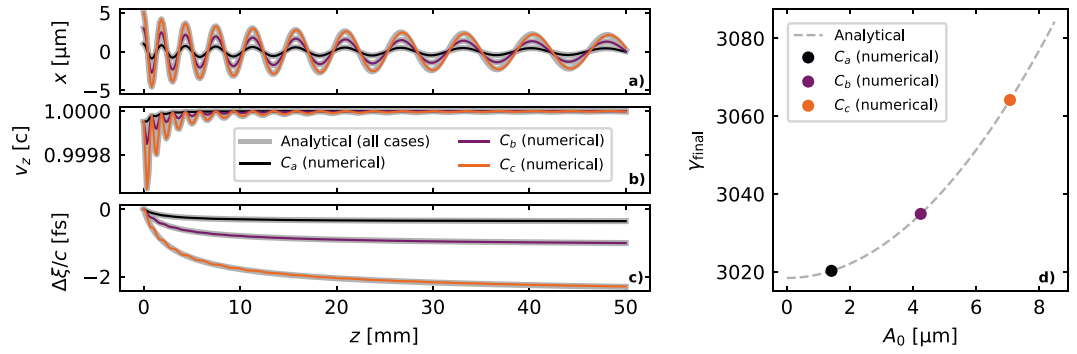 x [μm]
5
0
−5
a)
v_z [c]
1.0000
0.9998
Analytical (all cases)
C_a (numerical)
C_b (numerical)
C_c (numerical)
b)
Δξ/c [fs]
0
−2
c)
0 10 20 30 40 50
z [mm]
γ_final
3080
3060
3040
3020
Analytical
C_a (numerical)
C_b (numerical)
C_c (numerical)
d)
0 2 4 6 8
A_0 [μm]